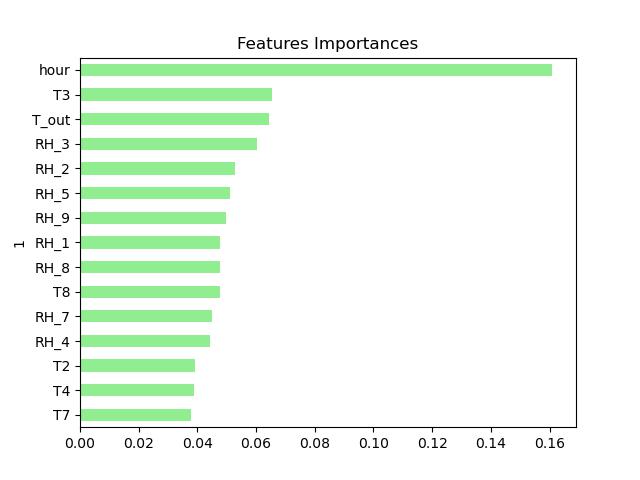 Features Importances
hour
T3
T_out
RH_3
RH_2
RH_5
RH_9
RH_1
RH_8
T8
RH_7
RH_4
T2
T4
T7
1
0.00 0.02 0.04 0.06 0.08 0.10 0.12 0.14 0.16